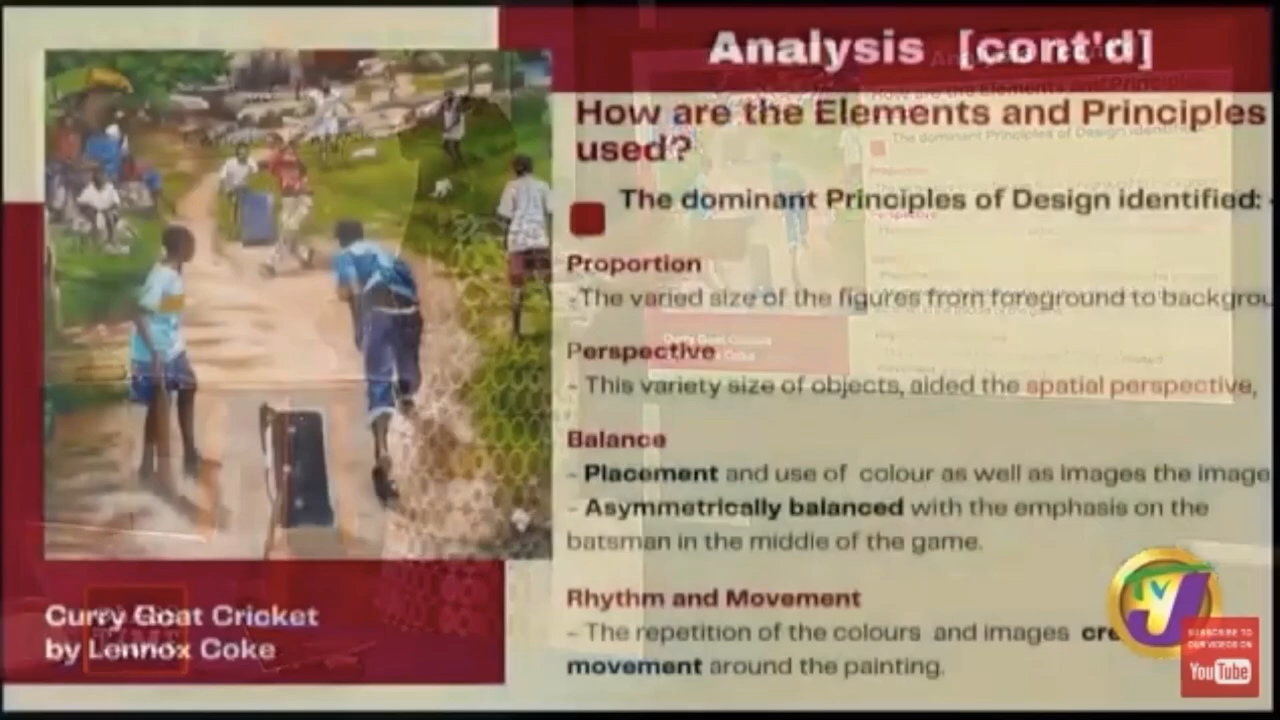 Analysis [cont'd]
How are the Elements and Principles
used?
The dominant Principles of Design identified:
Proportion
-The varied size of the figures from foreground to backgrou
Perspective
- This variety size of objects, aided the spatial perspective,
Balance
- Placement and use of colour as well as images the image
- Asymmetrically balanced with the emphasis on the
batsman in the middle of the game.
Rhythm and Movement
- The repetition of the colours and images cre
movement around the painting.
Curry Goat Cricket
by Lennox Coke
TVJ
SUBSCRIBE TO
OUR VIDEOS ON
YouTube